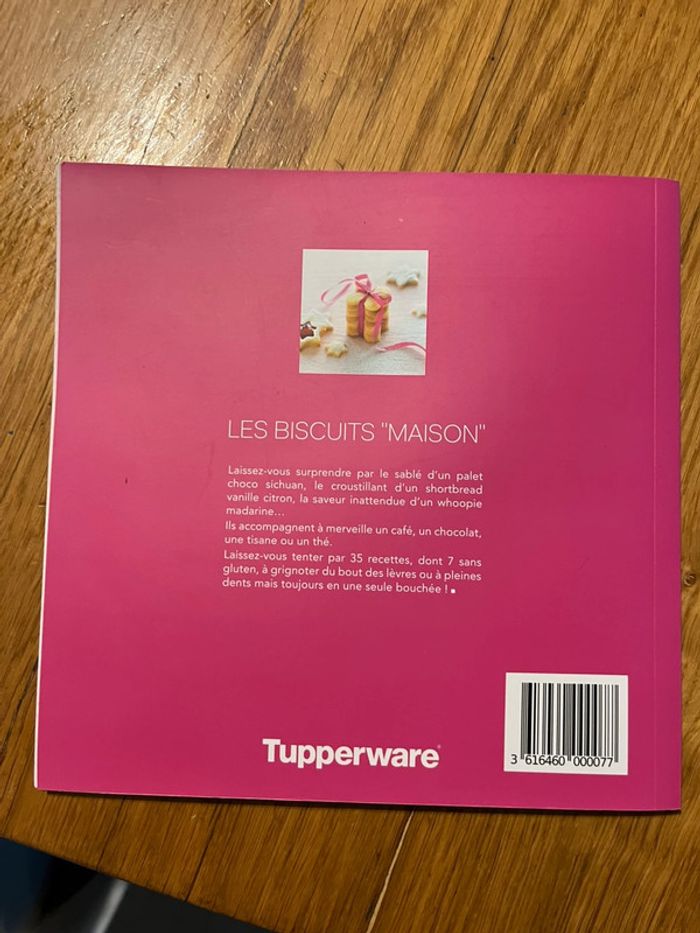 LES BISCUITS "MAISON"
Laissez-vous surprendre par le sablé d'un palet
choco sichuan, le croustillant d'un shortbread
vanille citron, la saveur inattendue d'un whoopie
madarine...
Ils accompagnent à merveille un café, un chocolat,
une tisane ou un thé.
Laissez-vous tenter par 35 recettes, dont 7 sans
gluten, à grignoter du bout des lèvres ou à pleines
dents mais toujours en une seule bouchée !
Tupperware®
3 616460 000077